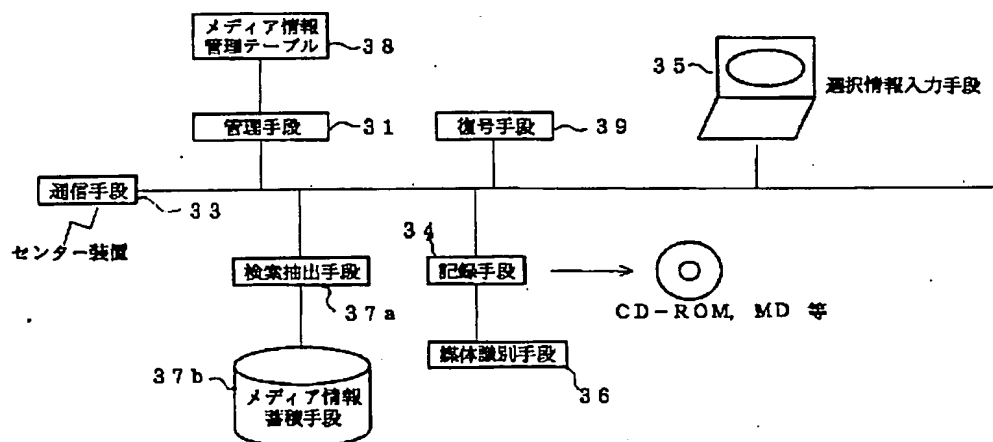 メディア情報
管理テーブル
38
管理手段
31
復号手段
39
35
選択情報入力手段
通信手段
33
センター装置
検索抽出手段
37a
34
記録手段
CD-ROM, MD 等
媒体識別手段
36
37b
メディア情報
蓄積手段